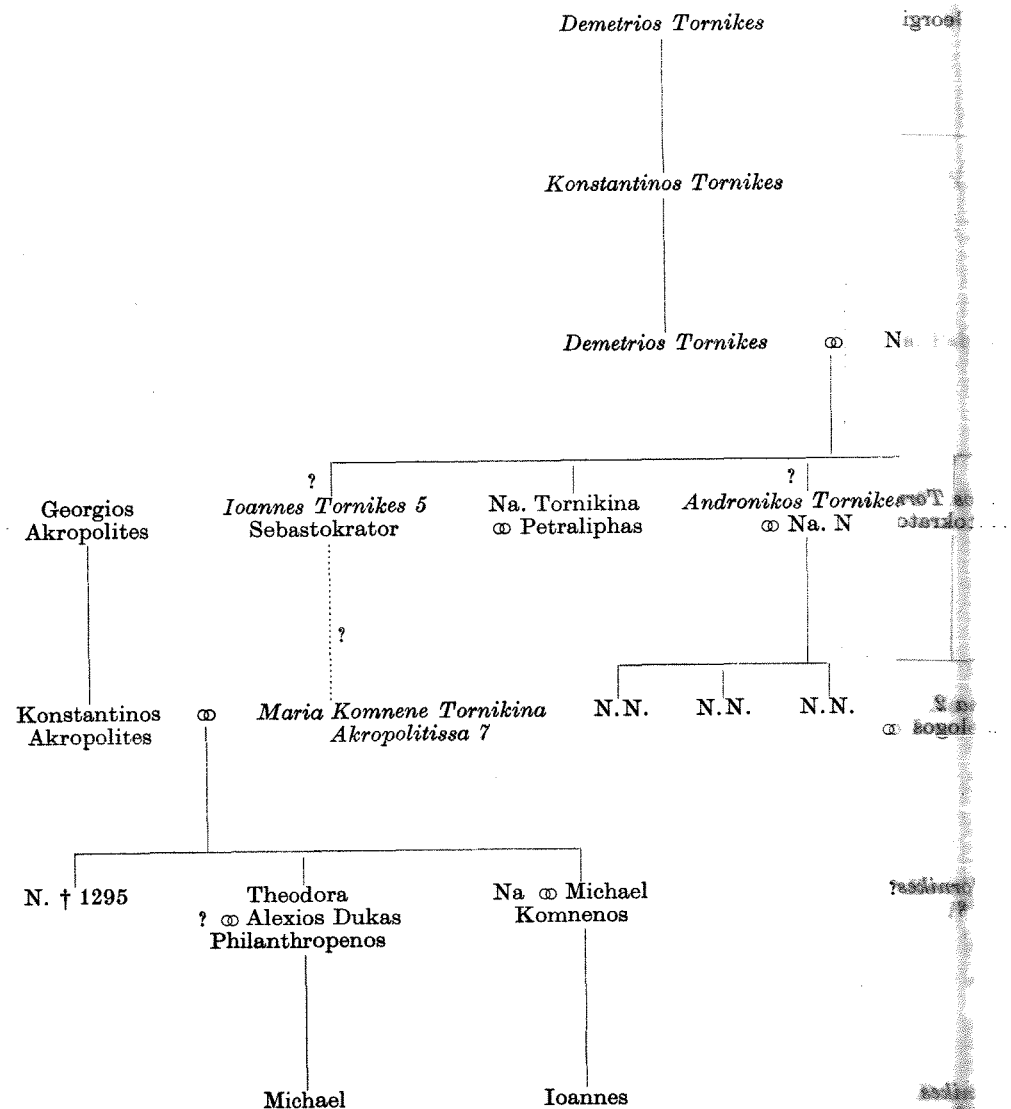 Demetrios Tornikes
Konstantinos Tornikes
Demetrios Tornikes ⚭
? ?
Georgios Ioannes Tornikes 5 Na. Tornikina Andronikos Tornikes
Akropolites Sebastokrator ⚭ Petraliphas ⚭ Na. N
?
Konstantinos ⚭ Maria Komnene Tornikina N.N. N.N. N.N.
Akropolites Akropolitissa 7
N. † 1295 Theodora Na ⚭ Michael
? ⚭ Alexios Dukas Komnenos
Philanthropenos
Michael Ioannes